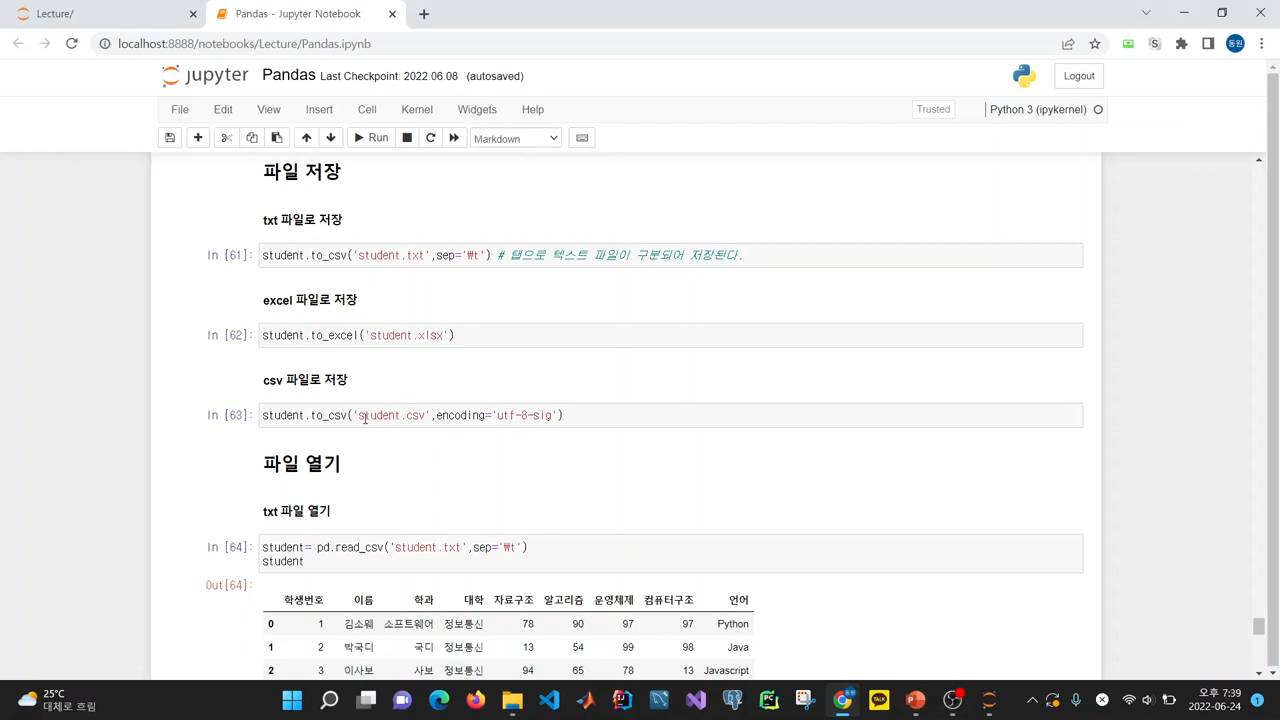 Lecture/
Pandas - Jupyter Notebook
localhost:8888/notebooks/Lecture/Pandas.ipynb
S
동원
jupyter Pandas Last Checkpoint: 2022.06.08 (autosaved)
Logout
File Edit View Insert Cell Kernel Widgets Help
Trusted
Python 3 (ipykernel)
Run
Markdown
파일 저장
txt 파일로 저장
In [61]: student.to_csv('student.txt',sep='₩t') # 탭으로 텍스트 파일이 구분되어 저장된다.
excel 파일로 저장
In [62]: student.to_excel('student.xlsx')
csv 파일로 저장
In [63]: student.to_csv('student.csv',encoding='utf-8-sig')
파일 열기
txt 파일 열기
In [64]: student= pd.read_csv('student.txt',sep='₩t')
student
Out[64]:
학생번호 이름 학과 대학 자료구조 알고리즘 운영체제 컴퓨터구조 언어
0 1 김소웨 소프트웨어 정보통신 78 90 97 97 Python
1 2 박국디 국디 정보통신 13 54 99 98 Java
2 3 이사보 사보 정보통신 94 65 78 13 Javascript
25°C
대체로 흐림
오후 7:39
2022-06-24